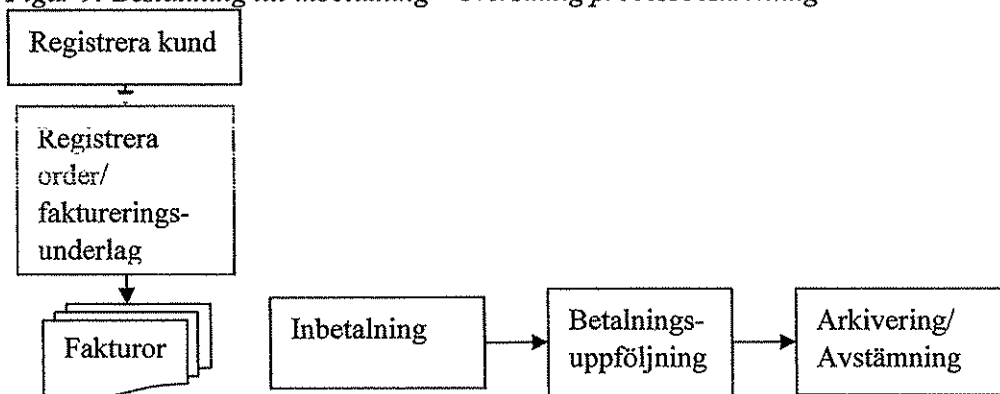 Registrera kund
Registrera
order/
fakturerings-
underlag
Fakturor
Inbetalning
Betalnings-
uppföljning
Arkivering/
Avstämning